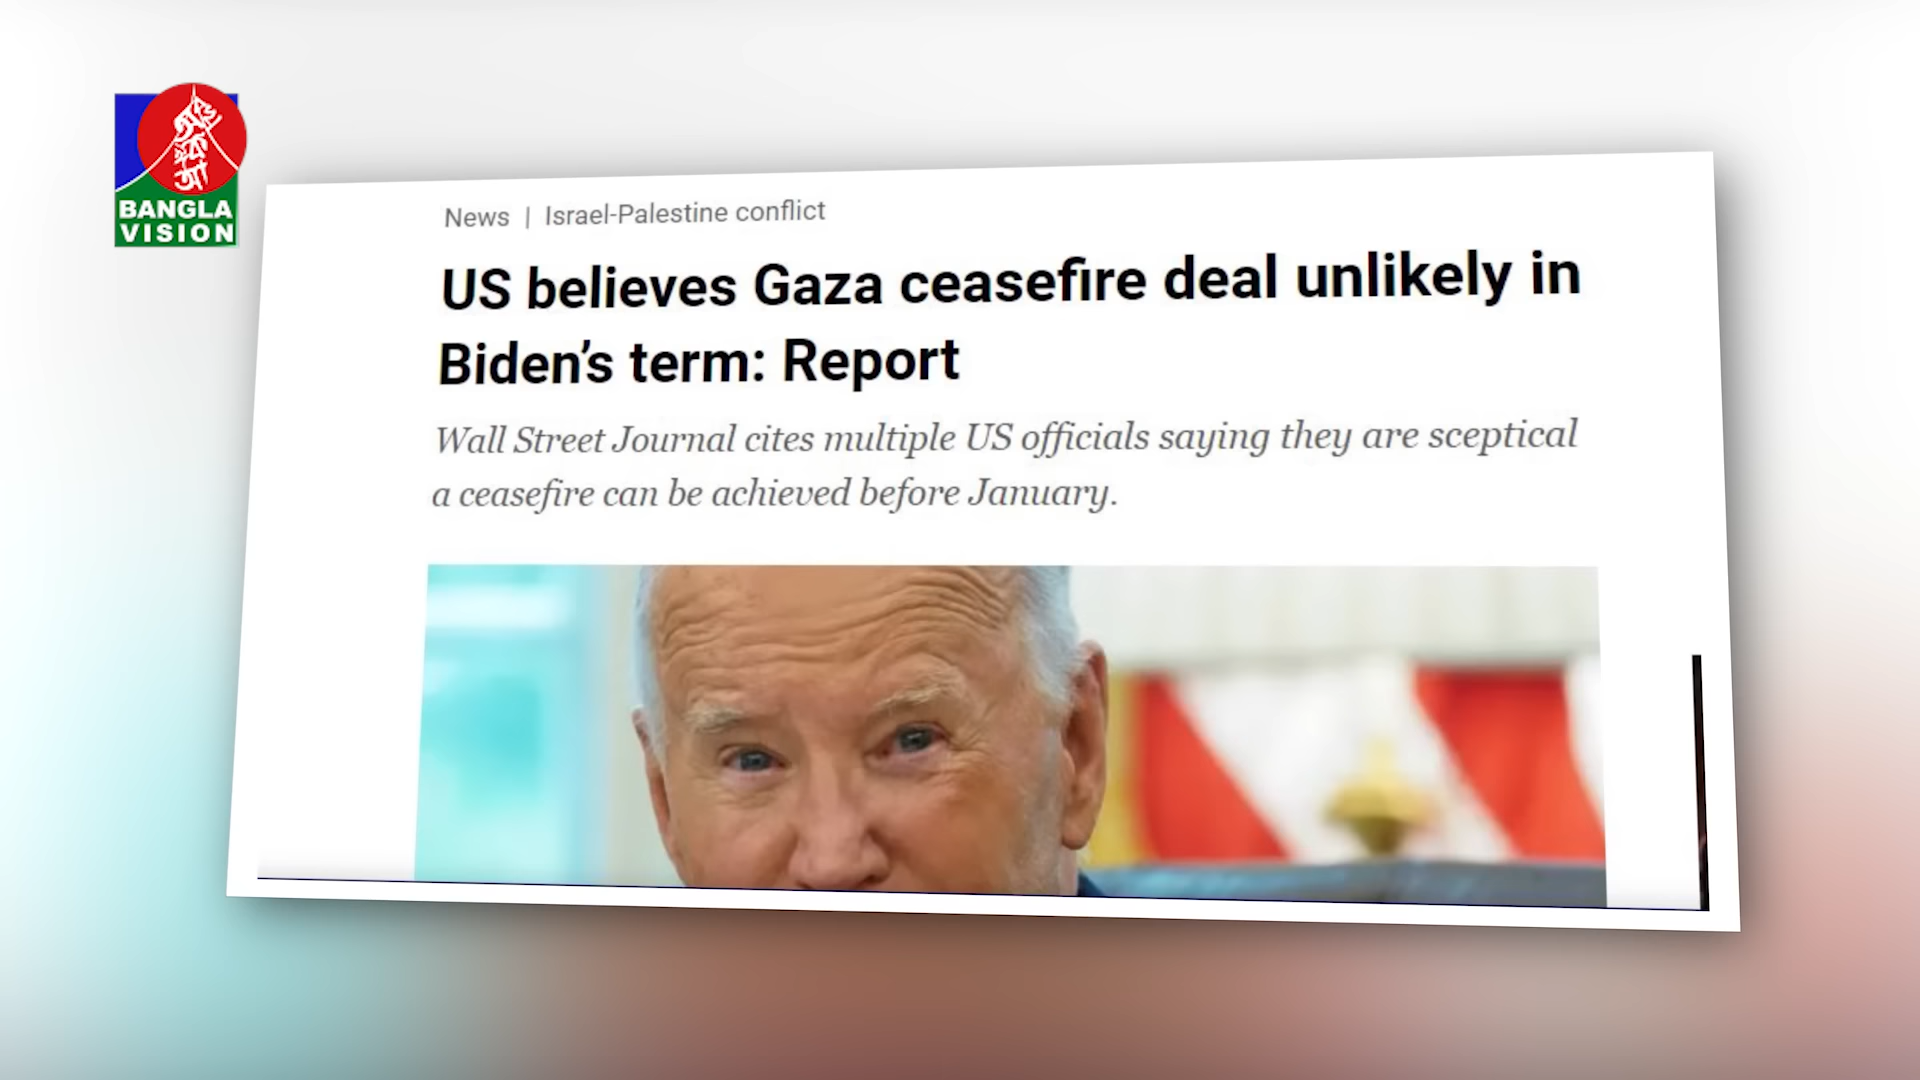 BANGLA
VISION
News | Israel-Palestine conflict
US believes Gaza ceasefire deal unlikely in
Biden’s term: Report
Wall Street Journal cites multiple US officials saying they are sceptical
a ceasefire can be achieved before January.